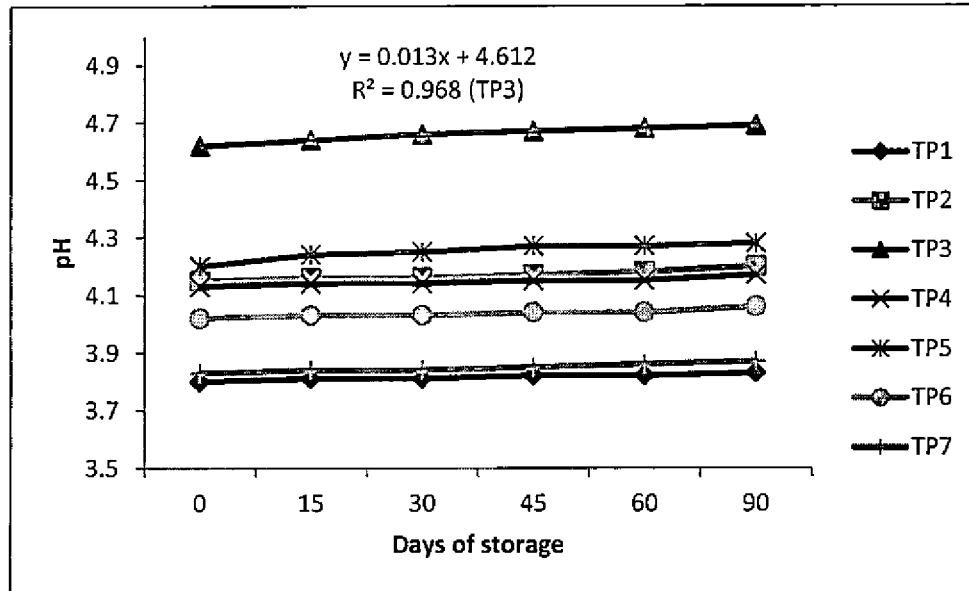 y = 0.013x + 4.612
R² = 0.968 (TP3)
4.9
4.7
4.5
4.3
4.1
3.9
3.7
3.5
pH
0 15 30 45 60 90
Days of storage
TP1
TP2
TP3
TP4
TP5
TP6
TP7